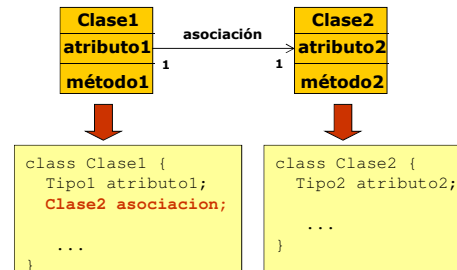 Clase1
atributo1
método1
asociación
1
1
Clase2
atributo2
método2
class Clase1 {
Tipo1 atributo1;
Clase2 asociacion;
...
}
class Clase2 {
Tipo2 atributo2;
...
}